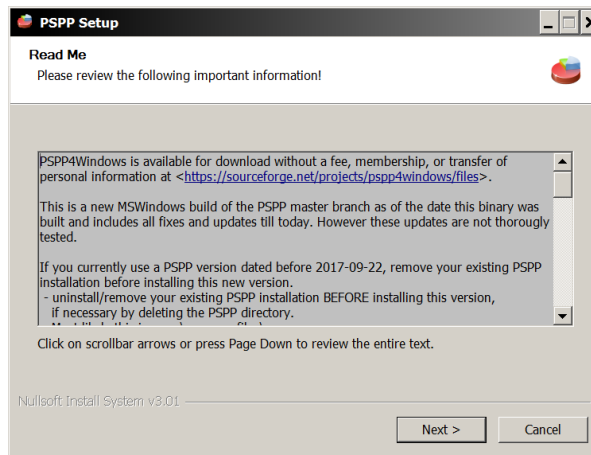 PSPP Setup
Read Me
Please review the following important information!
PSPP4Windows is available for download without a fee, membership, or transfer of
personal information at <https://sourceforge.net/projects/pspp4windows/files>.
This is a new MSWindows build of the PSPP master branch as of the date this binary was
built and includes all fixes and updates till today. However these updates are not thorougly
tested.
If you currently use a PSPP version dated before 2017-09-22, remove your existing PSPP
installation before installing this new version.
- uninstall/remove your existing PSPP installation BEFORE installing this version,
if necessary by deleting the PSPP directory.
Click on scrollbar arrows or press Page Down to review the entire text.
Nullsoft Install System v3.01
Next >
Cancel